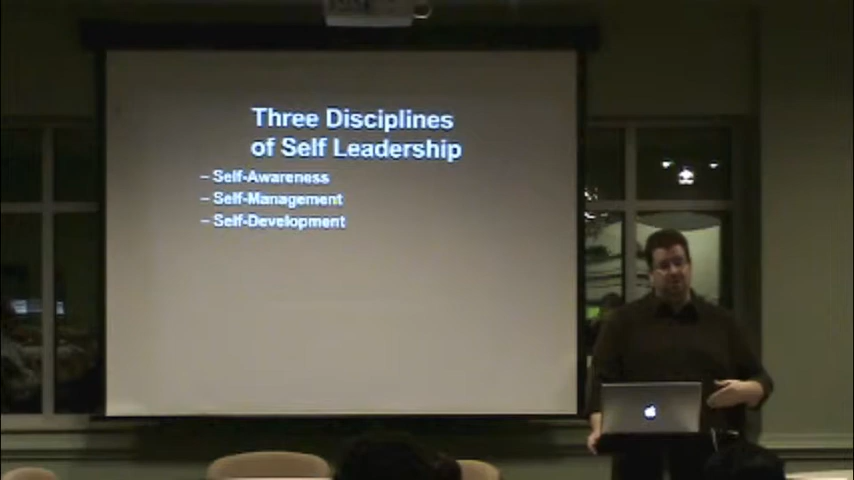 Three Disciplines
of Self Leadership
– Self-Awareness
– Self-Management
– Self-Development